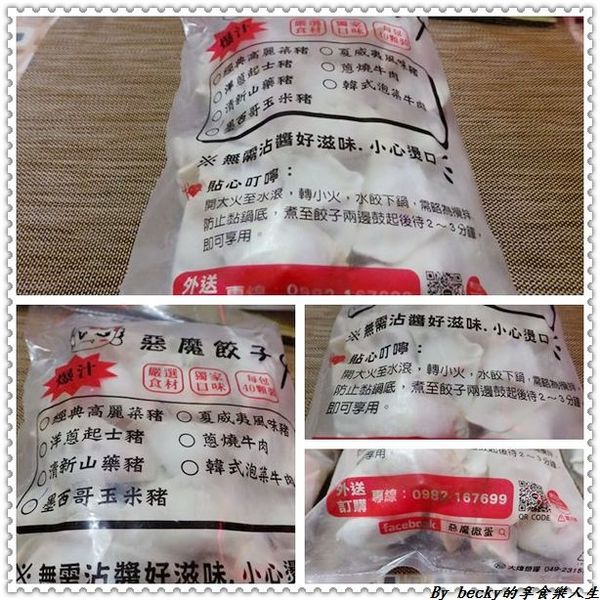 爆汁
嚴選食材
獨家口味
每包40顆裝
經典高麗菜豬
夏威夷風味豬
洋蔥起士豬
蔥燒牛肉
清新山藥豬
韓式泡菜牛肉
墨西哥玉米豬
※無需沾醬好滋味.小心燙口
貼心叮嚀：
開大火至水滾，轉小火，水餃下鍋，需略為攪拌
防止黏鍋底，煮至餃子兩邊鼓起後待2～3分鐘，
即可享用。
外送
專線：0982-167699
惡魔餃子
爆汁
嚴選食材
獨家口味
每包40顆裝
經典高麗菜豬
夏威夷風味豬
洋蔥起士豬
蔥燒牛肉
清新山藥豬
韓式泡菜牛肉
墨西哥玉米豬
※無需沾醬好滋味.小心燙
※無需沾醬好滋味.小心燙口
貼心叮嚀：
開大火至水滾，轉小火，水餃下鍋，需略為攪拌
防止黏鍋底，煮至餃子兩邊鼓起後待2～3分鐘，
即可享用。
外送訂購
專線：0982-167699
QR CODE
facebook.
049-2315
By becky的享食樂人生